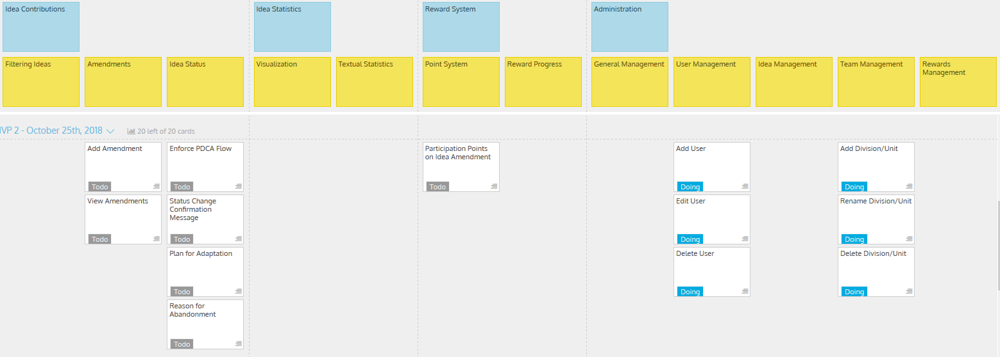 Idea Contributions
Idea Statistics
Reward System
Administration
Filtering Ideas
Amendments
Idea Status
Visualization
Textual Statistics
Point System
Reward Progress
General Management
User Management
Idea Management
Team Management
Rewards
Management
VP 2 - October 25th, 2018
20 left of 20 cards
Add Amendment
Todo
Enforce PDCA Flow
Todo
Participation Points
on Idea Amendment
Todo
Add User
Doing
Add Division/Unit
Doing
View Amendments
Todo
Status Change
Confirmation
Message
Todo
Edit User
Doing
Rename Division/Unit
Doing
Plan for Adaptation
Todo
Delete User
Doing
Delete Division/Unit
Doing
Reason for
Abandonment
Todo